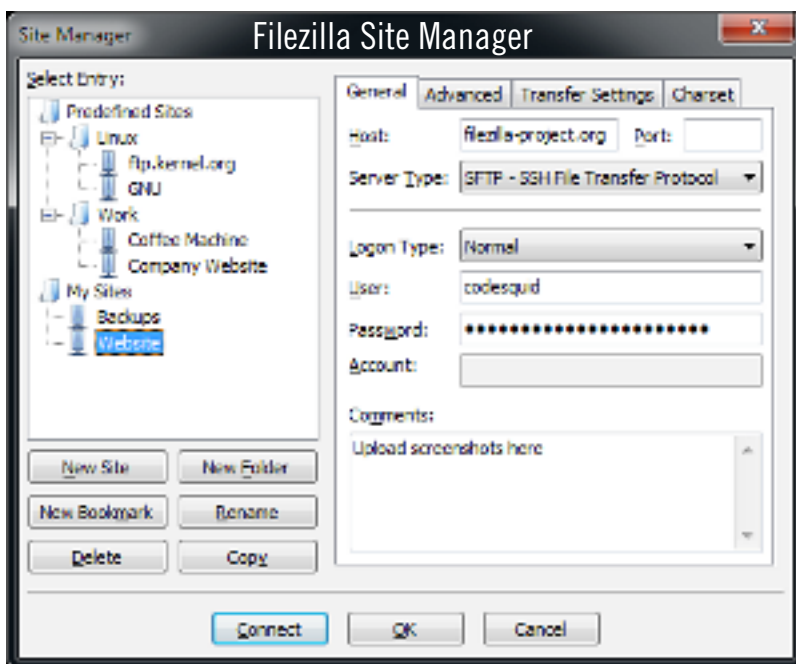 Site Manager
Filezilla Site Manager
Select Entry:
Predefined Sites
Linux
ftp.kernel.org
GNU
Work
Coffee Machine
Company Website
My Sites
Backups
Website
New Site
New Folder
New Bookmark
Rename
Delete
Copy
General
Advanced
Transfer Settings
Charset
Host:
filezilla-project.org
Port:
Server Type:
SFTP - SSH File Transfer Protocol
Logon Type:
Normal
User:
codesquid
Password:
Account:
Comments:
Upload screenshots here
Connect
OK
Cancel